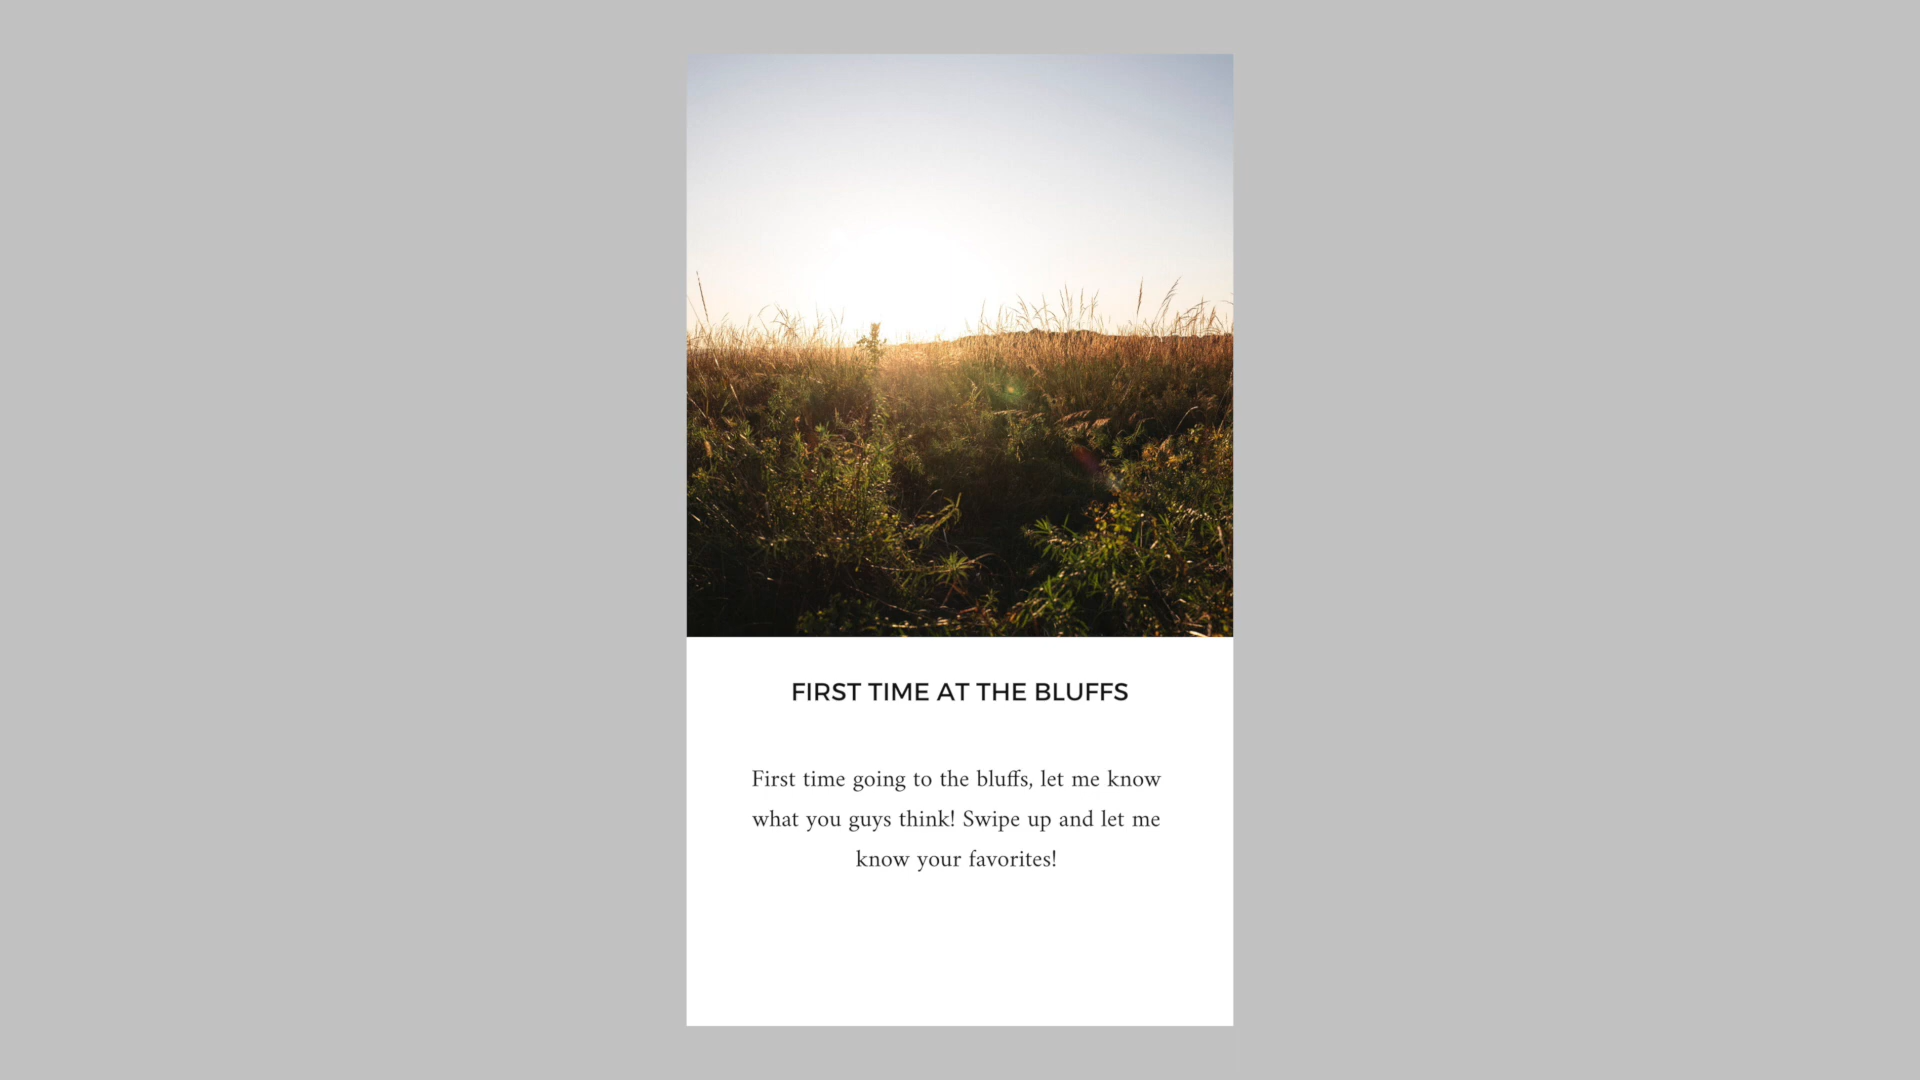 FIRST TIME AT THE BLUFFS
First time going to the bluffs, let me know
what you guys think! Swipe up and let me
know your favorites!